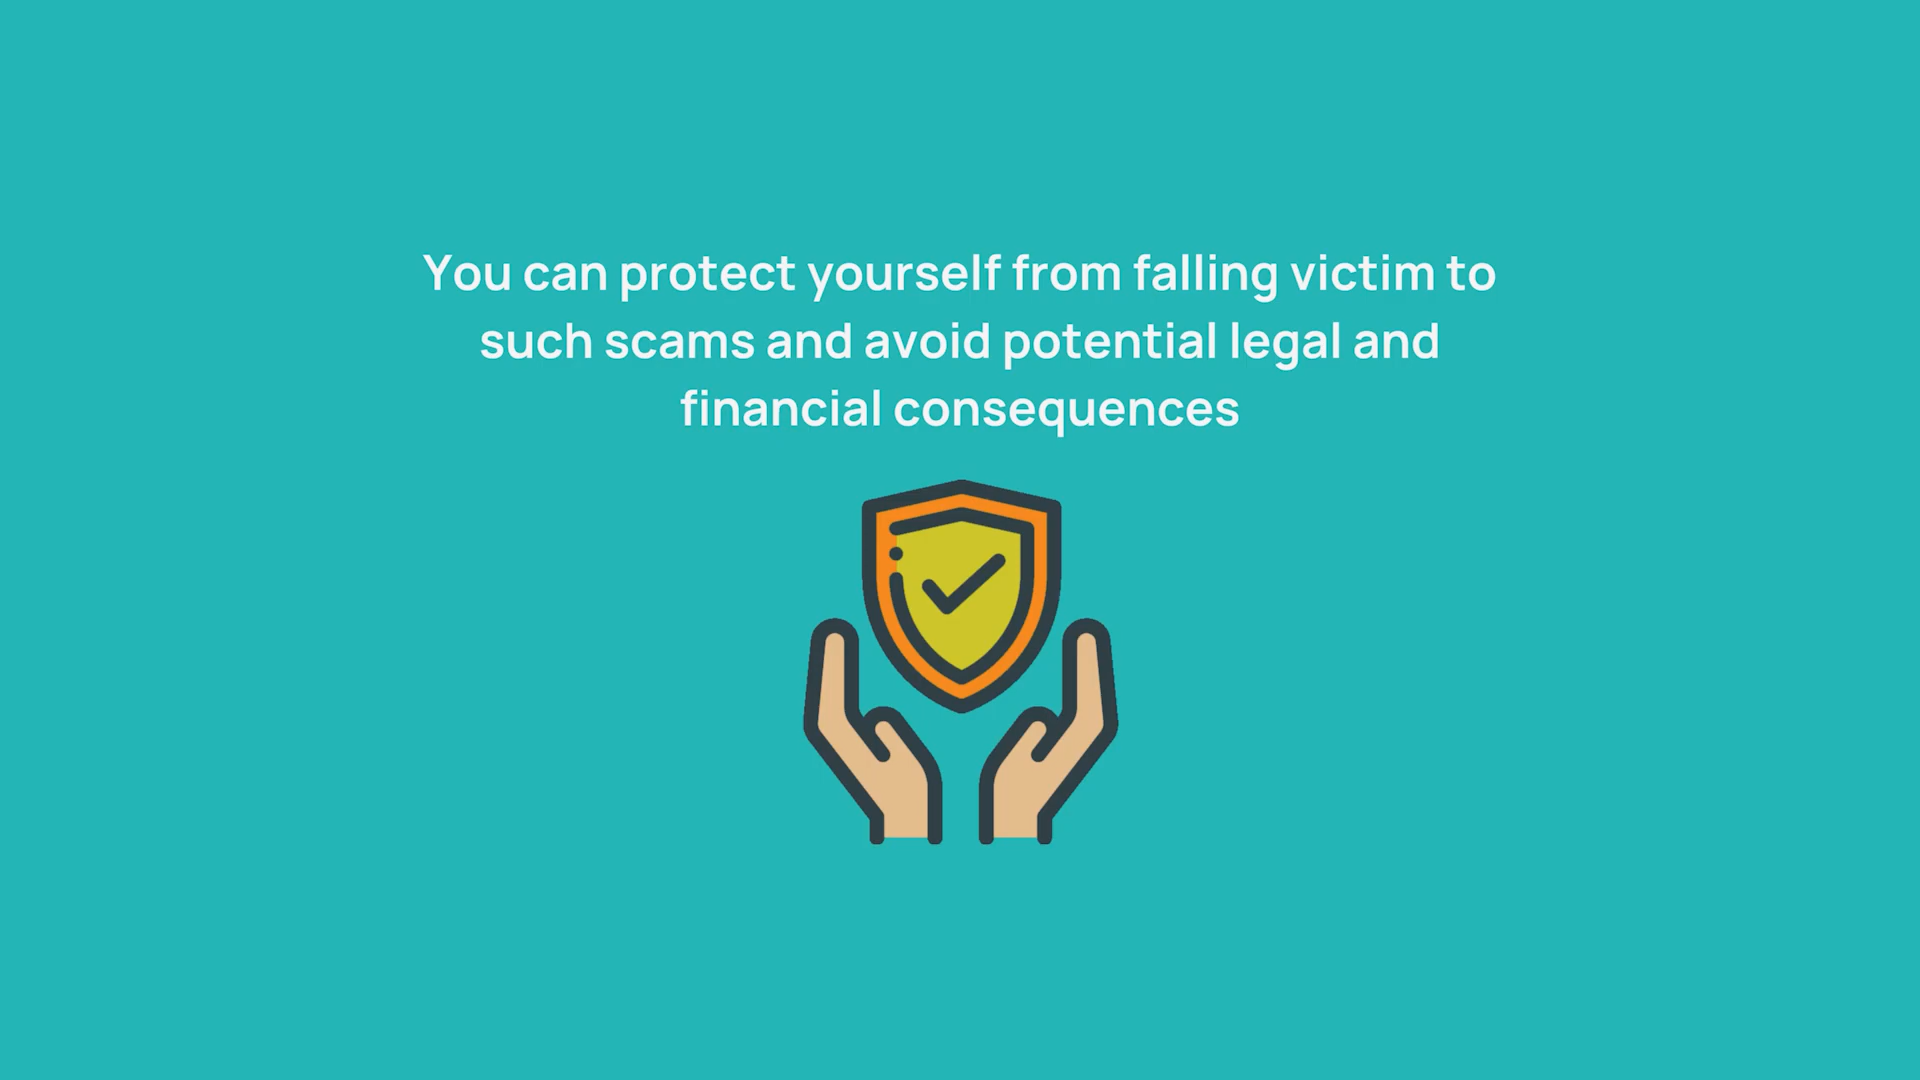 You can protect yourself from falling victim to
such scams and avoid potential legal and
financial consequences